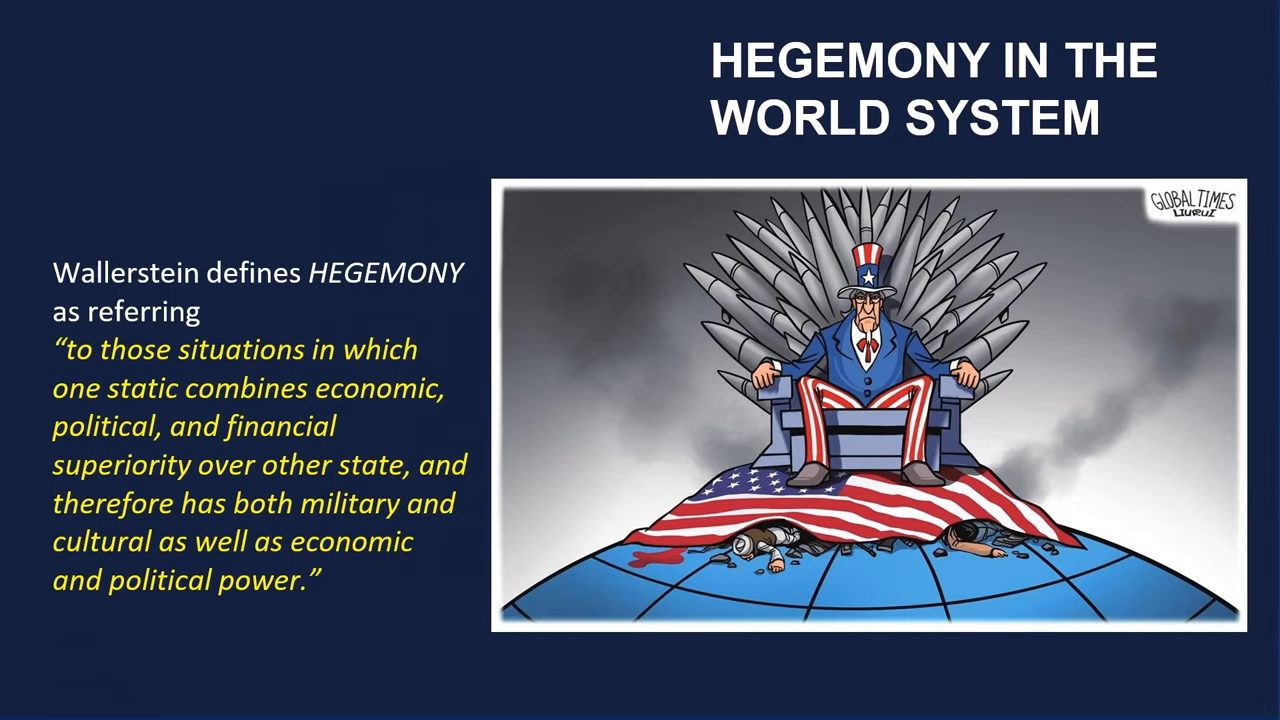 HEGEMONY IN THE
WORLD SYSTEM
GLOBAL TIMES
LIU RUI
Wallerstein defines HEGEMONY
as referring
“to those situations in which
one static combines economic,
political, and financial
superiority over other state, and
therefore has both military and
cultural as well as economic
and political power.”